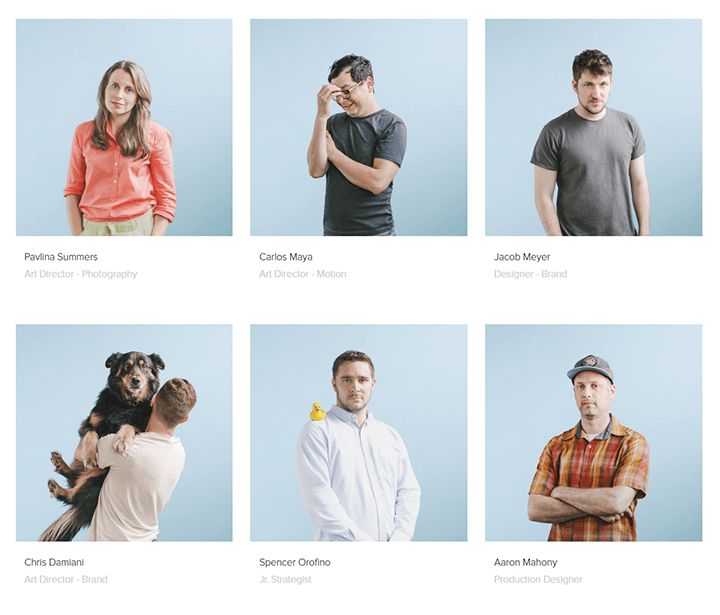 Pavlina Summers
Art Director - Photography
Carlos Maya
Art Director - Motion
Jacob Meyer
Designer - Brand
Chris Damiani
Art Director - Brand
Spencer Orofino
Jr. Strategist
Aaron Mahony
Production Designer